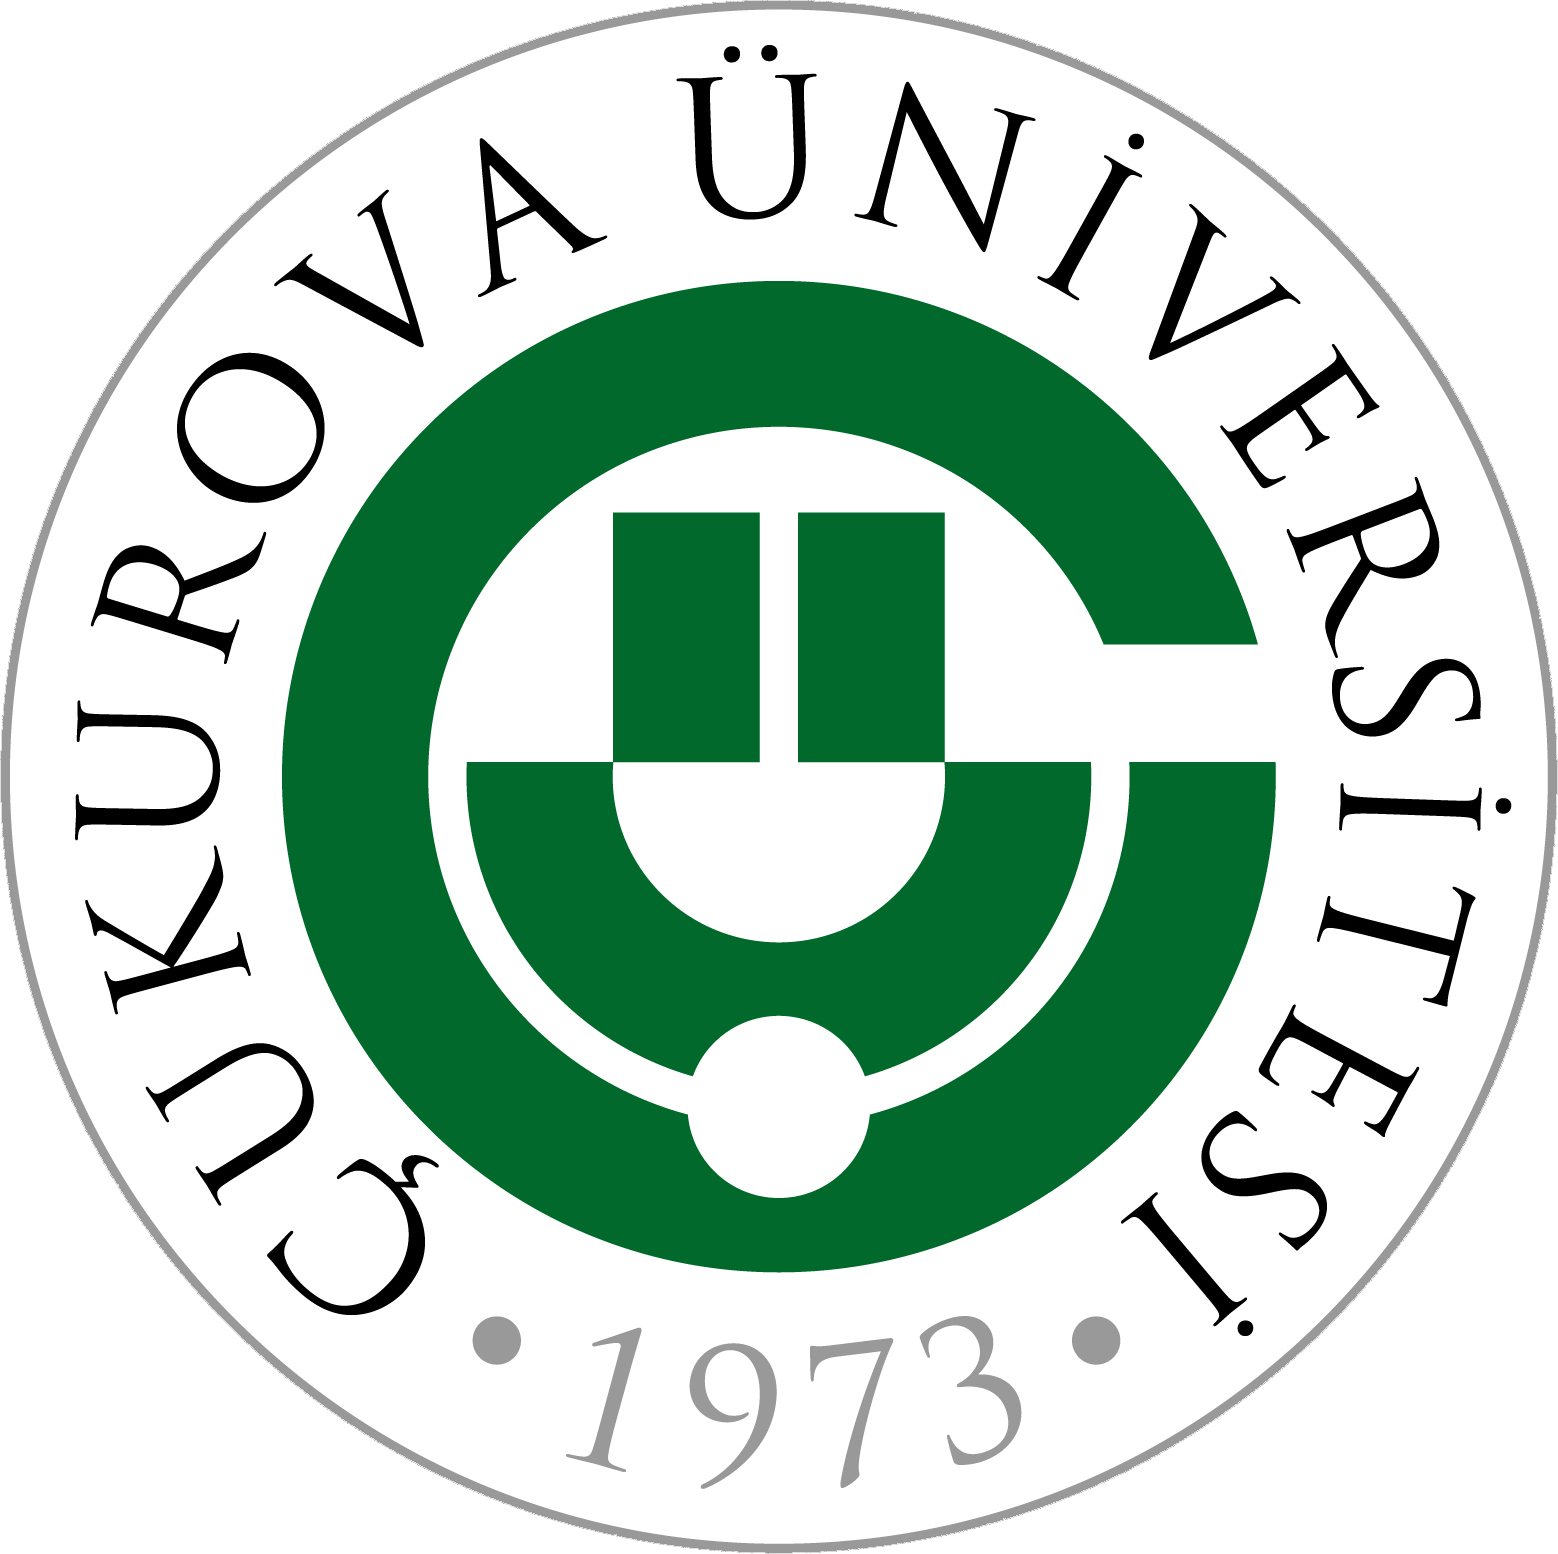 ÇUKUROVA ÜNİVERSİTESİ
• 1973 •